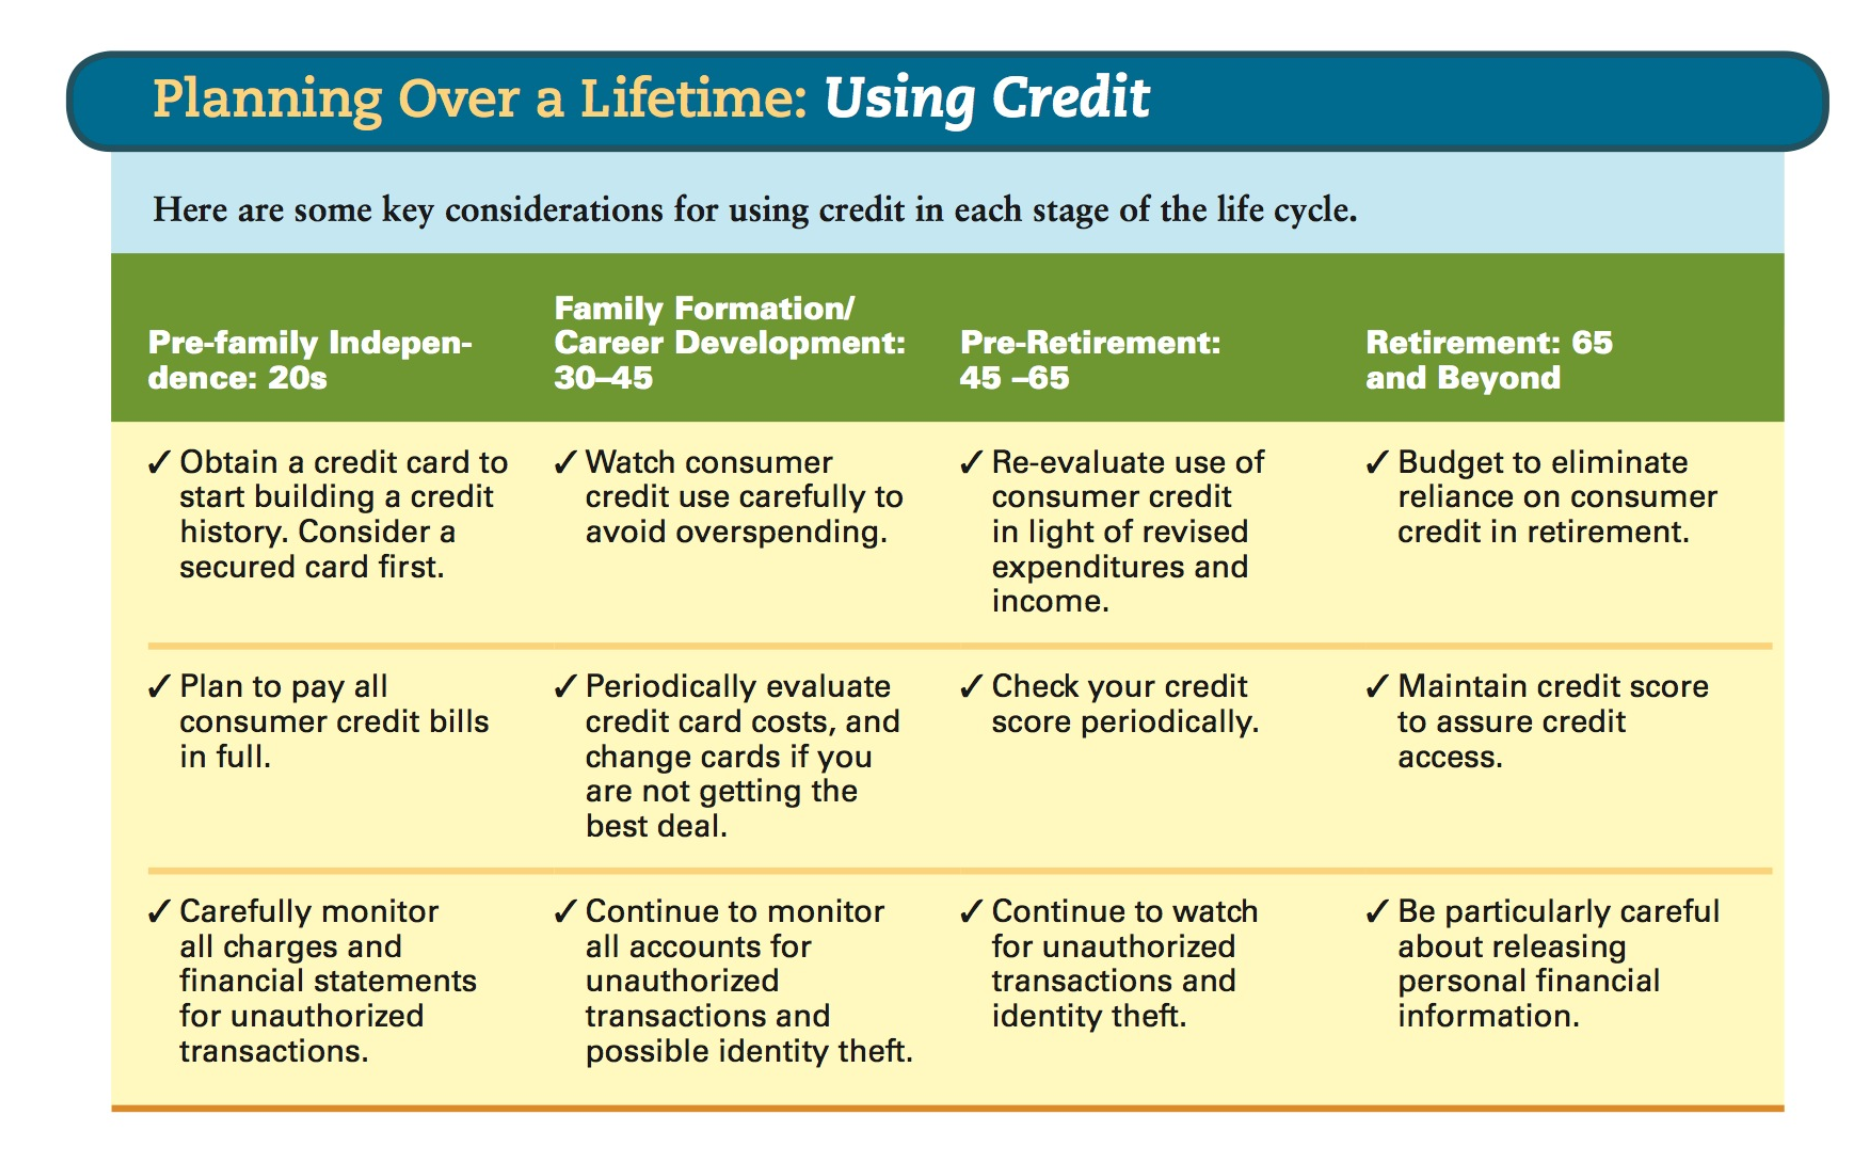 Planning Over a Lifetime: Using Credit
Here are some key considerations for using credit in each stage of the life cycle.
Pre-family Indepen-
dence: 20s
Family Formation/
Career Development:
30–45
Pre-Retirement:
45 –65
Retirement: 65
and Beyond
✓ Obtain a credit card to
start building a credit
history. Consider a
secured card first.
✓ Watch consumer
credit use carefully to
avoid overspending.
✓ Re-evaluate use of
consumer credit
in light of revised
expenditures and
income.
✓ Budget to eliminate
reliance on consumer
credit in retirement.
✓ Plan to pay all
consumer credit bills
in full.
✓ Periodically evaluate
credit card costs, and
change cards if you
are not getting the
best deal.
✓ Check your credit
score periodically.
✓ Maintain credit score
to assure credit
access.
✓ Carefully monitor
all charges and
financial statements
for unauthorized
transactions.
✓ Continue to monitor
all accounts for
unauthorized
transactions and
possible identity theft.
✓ Continue to watch
for unauthorized
transactions and
identity theft.
✓ Be particularly careful
about releasing
personal financial
information.